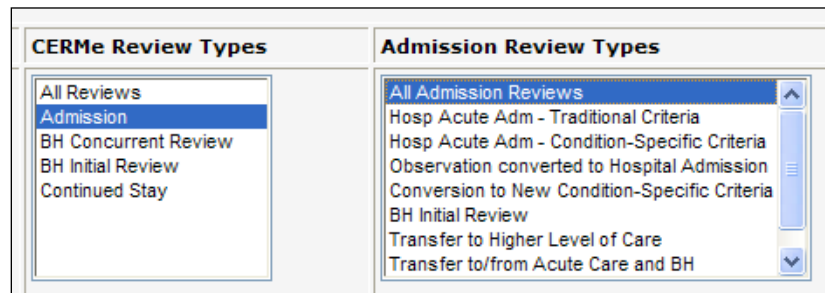 CERMe Review Types
All Reviews
Admission
BH Concurrent Review
BH Initial Review
Continued Stay
Admission Review Types
All Admission Reviews
Hosp Acute Adm - Traditional Criteria
Hosp Acute Adm - Condition-Specific Criteria
Observation converted to Hospital Admission
Conversion to New Condition-Specific Criteria
BH Initial Review
Transfer to Higher Level of Care
Transfer to/from Acute Care and BH